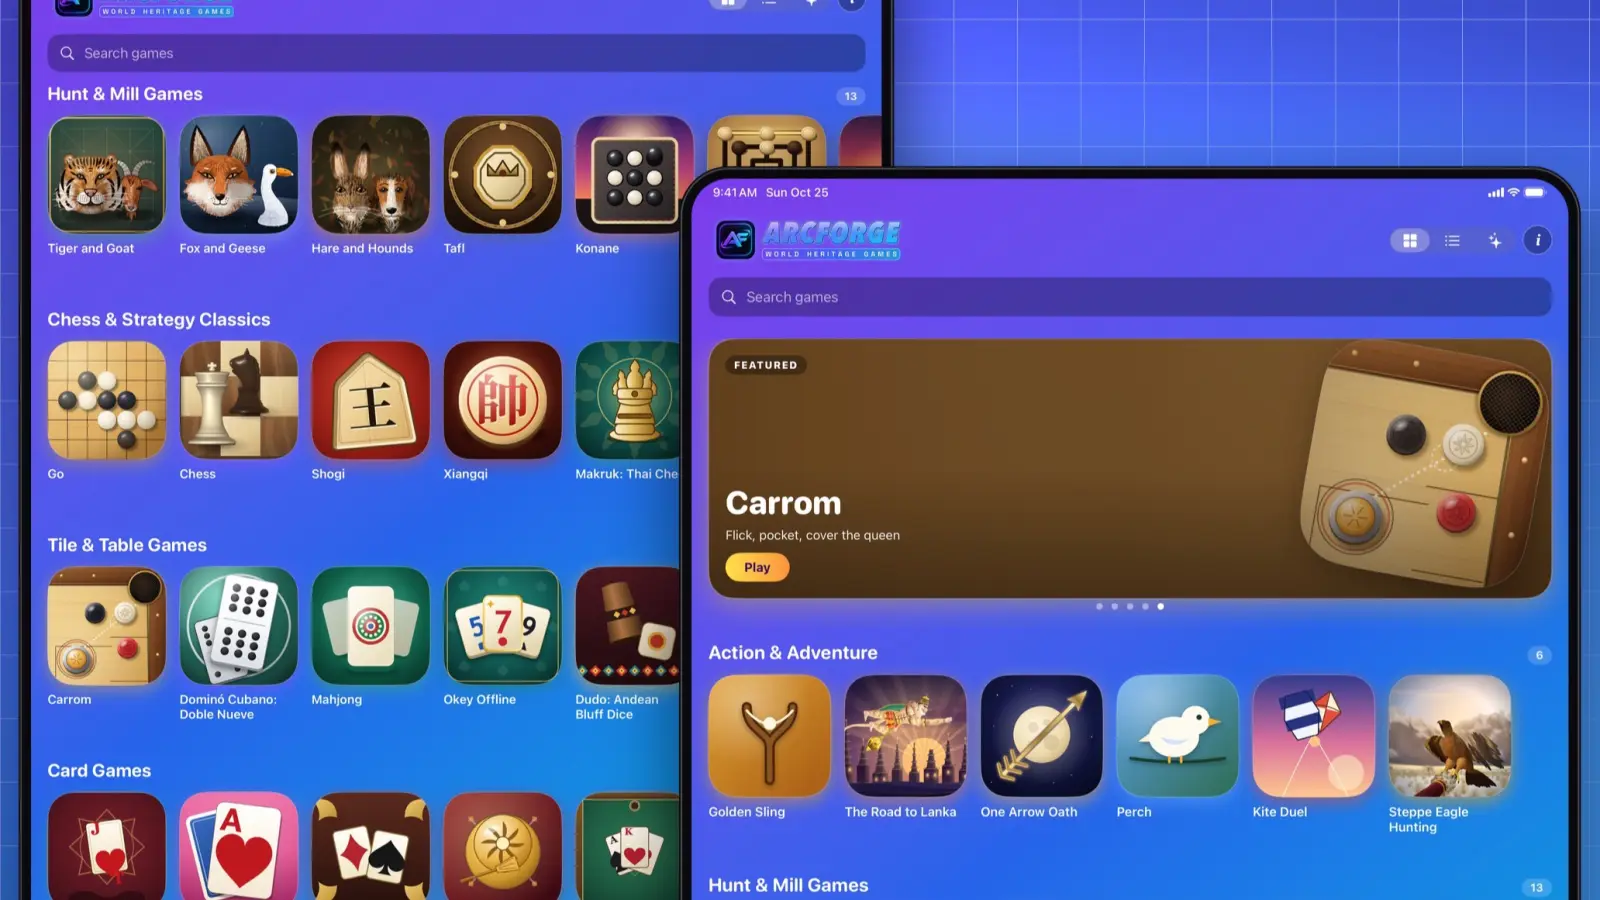 WORLD HERITAGE GAMES
Search games
Hunt & Mill Games
13
Tiger and Goat
Fox and Geese
Hare and Hounds
Tafl
Konane
Chess & Strategy Classics
王
帥
Go
Chess
Shogi
Xiangqi
Makruk: Thai Che
Tile & Table Games
5
7
9
Carrom
Dominó Cubano:
Doble Nueve
Mahjong
Okey Offline
Dudo: Andean
Bluff Dice
Card Games
J
A
A
K
9:41 AM Sun Oct 25
AF
ARCFORGE
WORLD HERITAGE GAMES
i
Search games
FEATURED
Carrom
Flick, pocket, cover the queen
Play
Action & Adventure
6
Golden Sling
The Road to Lanka
One Arrow Oath
Perch
Kite Duel
Steppe Eagle
Hunting
Hunt & Mill Games
13